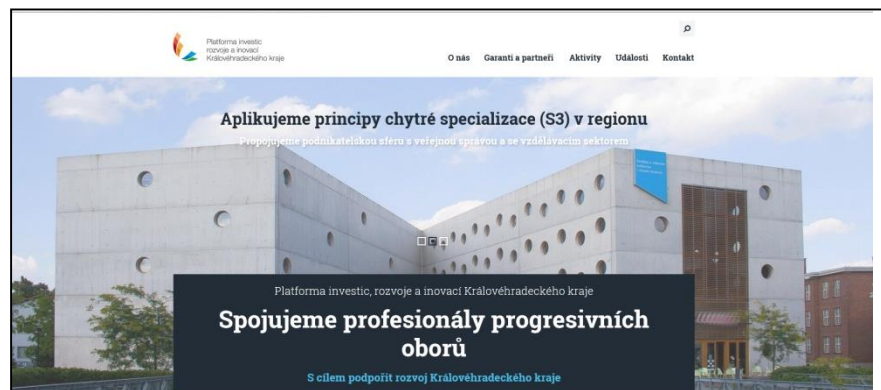 Platforma investic
rozvoje a inovací
Královéhradeckého kraje
O nás Garanti a partneři Aktivity Události Kontakt
Aplikujeme principy chytré specializace (S3) v regionu
Propojujeme podnikatelskou sféru s veřejnou správou a se vzdělávacím sektorem
Platforma investic, rozvoje a inovací Královéhradeckého kraje
Spojujeme profesionály progresivních
oborů
S cílem podpořit rozvoj Královéhradeckého kraje